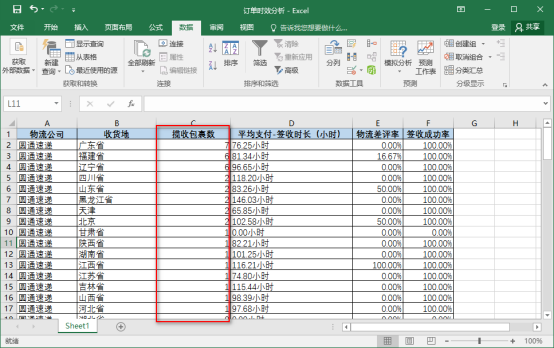 订单时效分析 - Excel
文件 开始 插入 页面布局 公式 数据 审阅 视图 开发工具 帮助 告诉我您想要做什么... 登录 共享
获取外部数据 新建查询 显示查询 从表格 最近使用的源 全部刷新 连接 属性 编辑链接 排序 筛选 清除 重新应用 高级 分列 模拟分析 预测工作表 创建组 取消组合 分类汇总
获取和转换 连接 排序和筛选 数据工具 预测 分级显示
L11 fx
A B C D E F G H
1 物流公司 收货地 揽收包裹数 平均支付-签收时长(小时) 物流差评率 签收成功率
2 圆通速递 广东省 7 76.25小时 0.00% 100.00%
3 圆通速递 福建省 6 81.34小时 16.67% 100.00%
4 圆通速递 辽宁省 6 96.65小时 0.00% 100.00%
5 圆通速递 四川省 2 118.20小时 0.00% 100.00%
6 圆通速递 山东省 2 83.26小时 50.00% 100.00%
7 圆通速递 黑龙江省 2 146.03小时 0.00% 100.00%
8 圆通速递 天津 2 65.85小时 0.00% 100.00%
9 圆通速递 北京 2 102.58小时 50.00% 100.00%
10 圆通速递 甘肃省 1 0.00小时 0.00% 0.00%
11 圆通速递 陕西省 1 82.21小时 0.00% 100.00%
12 圆通速递 湖南省 1 101.25小时 0.00% 100.00%
13 圆通速递 江西省 1 116.21小时 100.00% 100.00%
14 圆通速递 江苏省 1 74.80小时 0.00% 100.00%
15 圆通速递 吉林省 1 115.44小时 0.00% 100.00%
16 圆通速递 山西省 1 98.39小时 0.00% 100.00%
17 圆通速递 河北省 1 97.68小时 0.00% 100.00%
Sheet1
就绪 100%